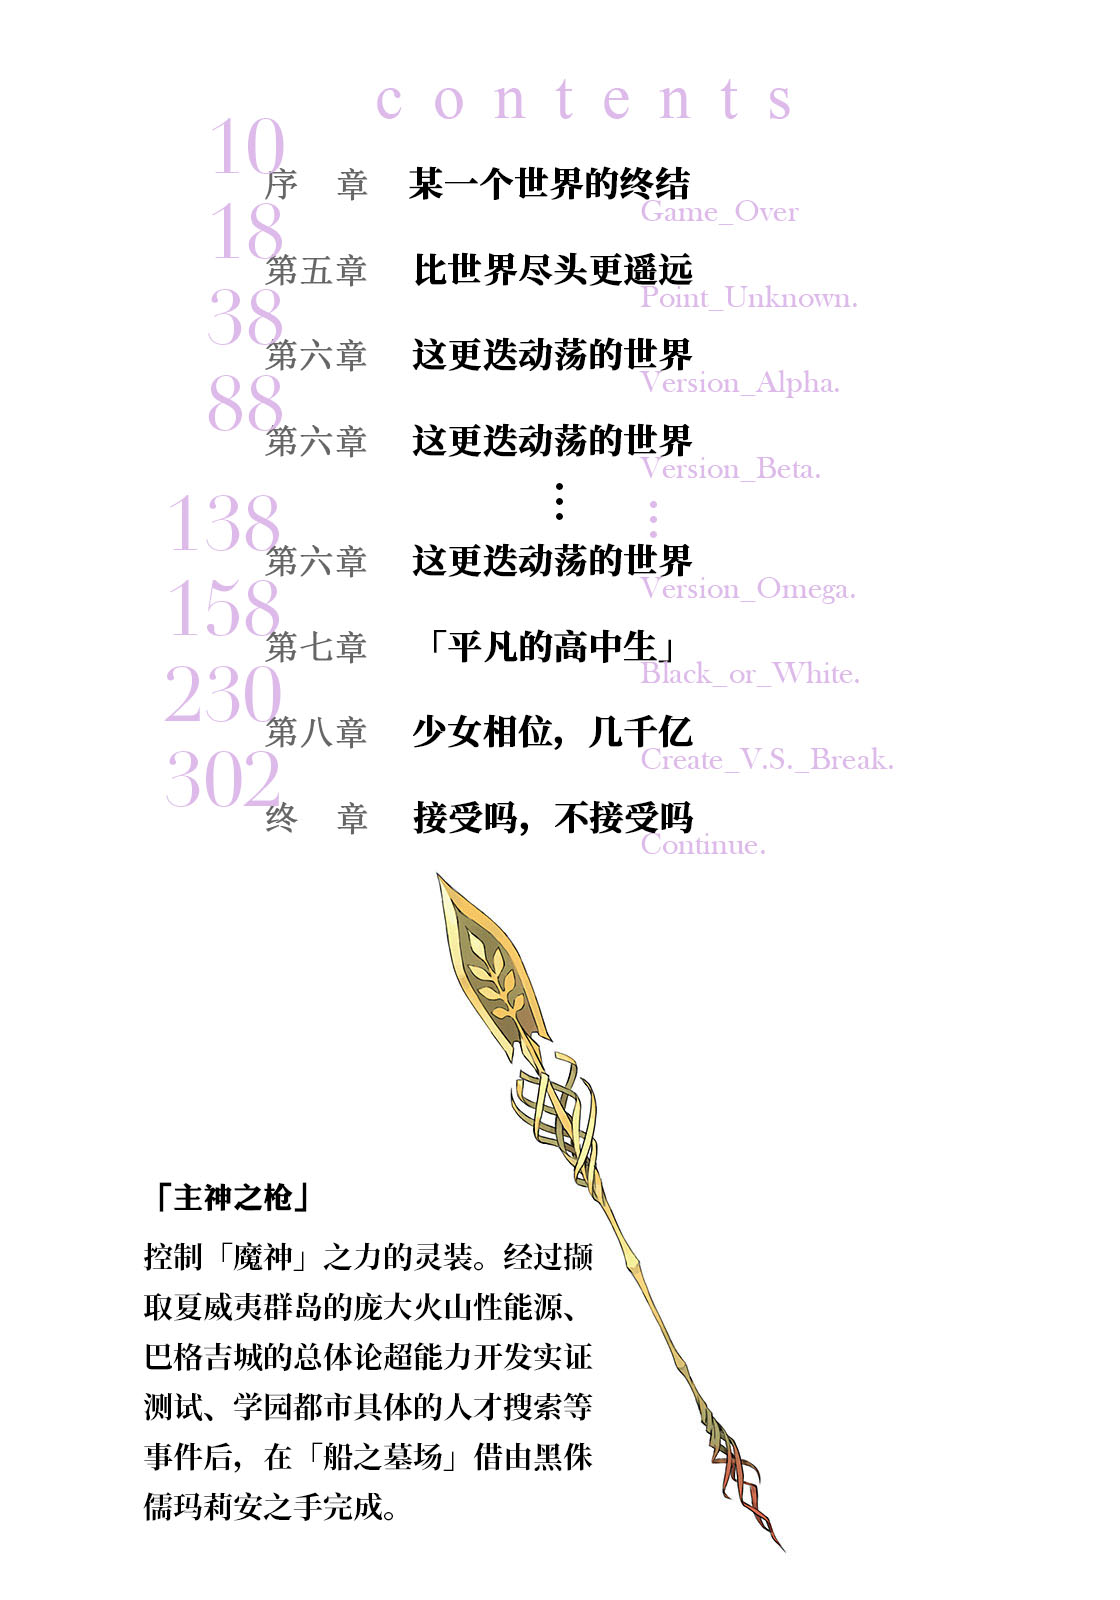 contents
10
序　章　某一个世界的终结
Game_Over
18
第五章　比世界尽头更遥远
Point_Unknown.
38
第六章　这更迭动荡的世界
Version_Alpha.
88
第六章　这更迭动荡的世界
Version_Beta.
⋮　⋮
138
第六章　这更迭动荡的世界
Version_Omega.
158
第七章　「平凡的高中生」
Black_or_White.
230
第八章　少女相位，几千亿
Create_V.S._Break.
302
终　章　接受吗，不接受吗
Continue.
「主神之枪」
控制「魔神」之力的灵装。经过撷
取夏威夷群岛的庞大火山性能源、
巴格吉城的总体论超能力开发实证
测试、学园都市具体的人才搜索等
事件后，在「船之墓场」借由黑侏
儒玛莉安之手完成。